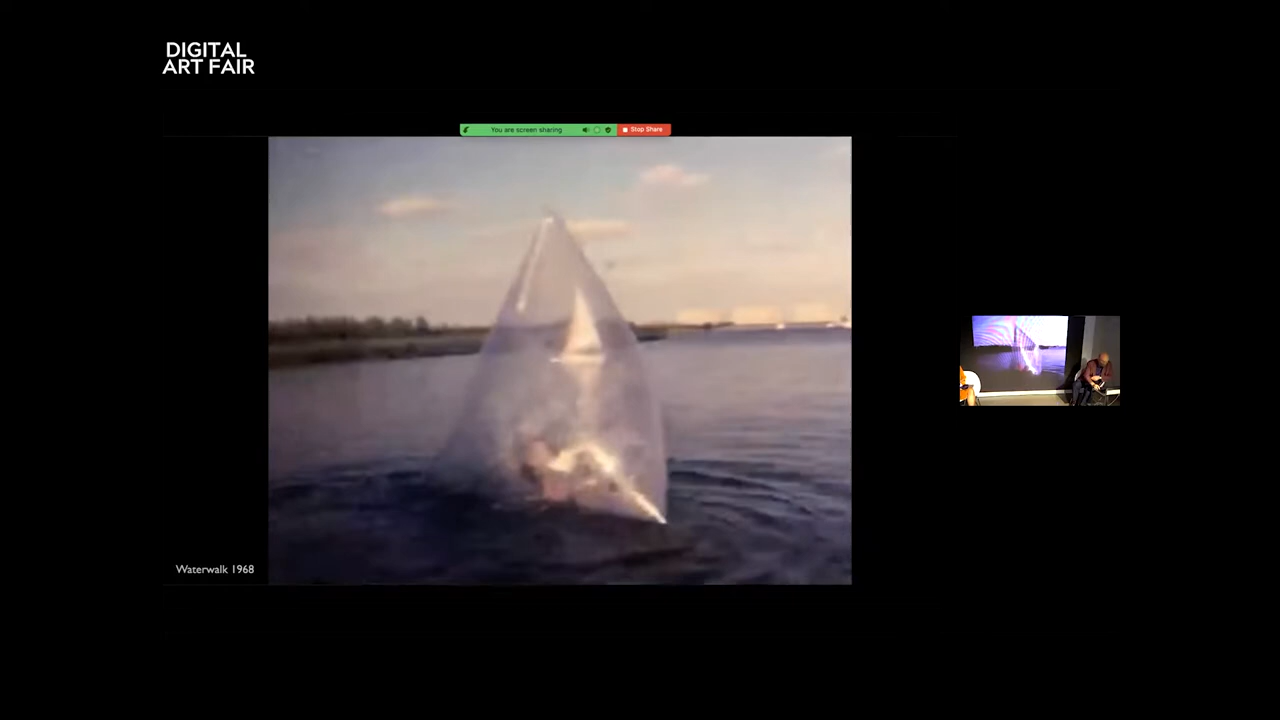 DIGITAL
ART FAIR
You are screen sharing
Stop Share
Waterwalk 1968